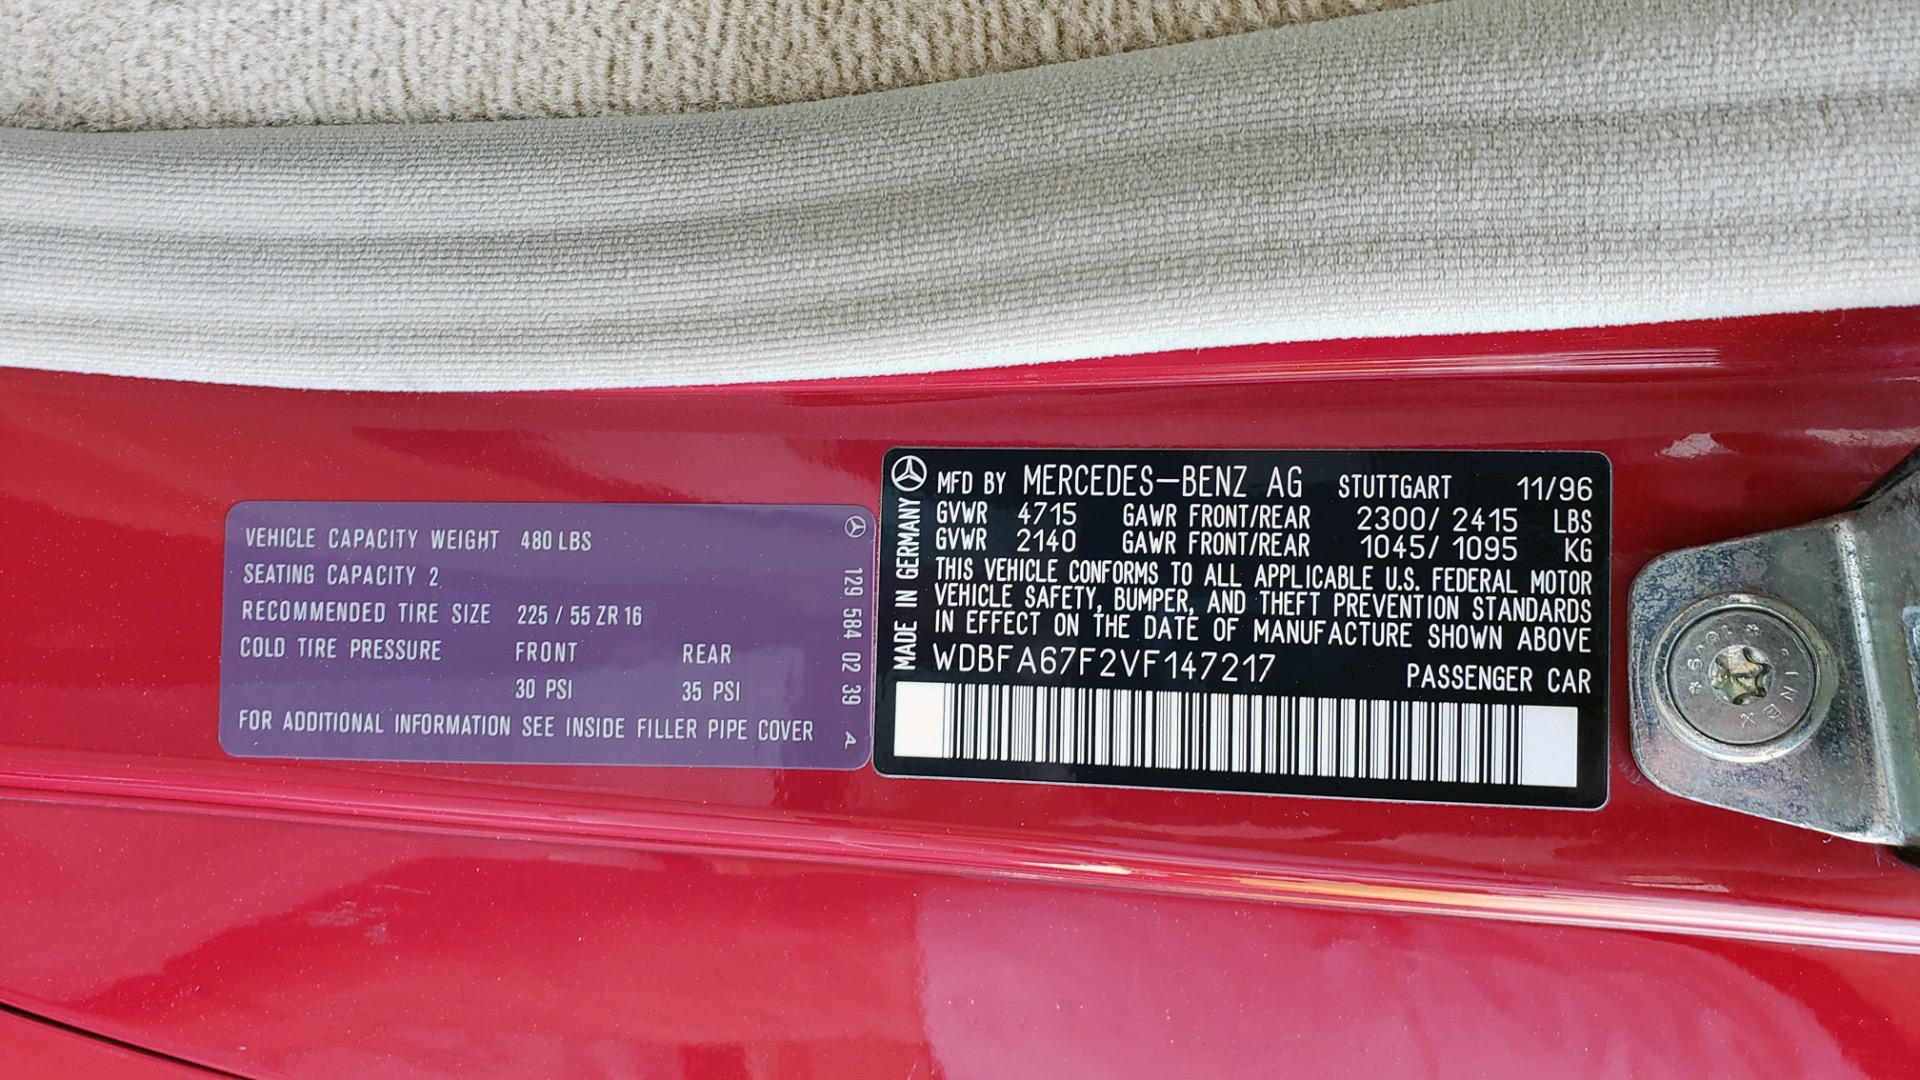 VEHICLE CAPACITY WEIGHT 480 LBS
SEATING CAPACITY 2
RECOMMENDED TIRE SIZE 225 / 55 ZR 16
COLD TIRE PRESSURE FRONT REAR
30 PSI 35 PSI
FOR ADDITIONAL INFORMATION SEE INSIDE FILLER PIPE COVER
129 584 02 39 A
MADE IN GERMANY
MFD BY MERCEDES-BENZ AG STUTTGART 11/96
GVWR 4715 GAWR FRONT/REAR 2300/ 2415 LBS
GVWR 2140 GAWR FRONT/REAR 1045/ 1095 KG
THIS VEHICLE CONFORMS TO ALL APPLICABLE U.S. FEDERAL MOTOR
VEHICLE SAFETY, BUMPER, AND THEFT PREVENTION STANDARDS
IN EFFECT ON THE DATE OF MANUFACTURE SHOWN ABOVE
WDBFA67F2VF147217 PASSENGER CAR